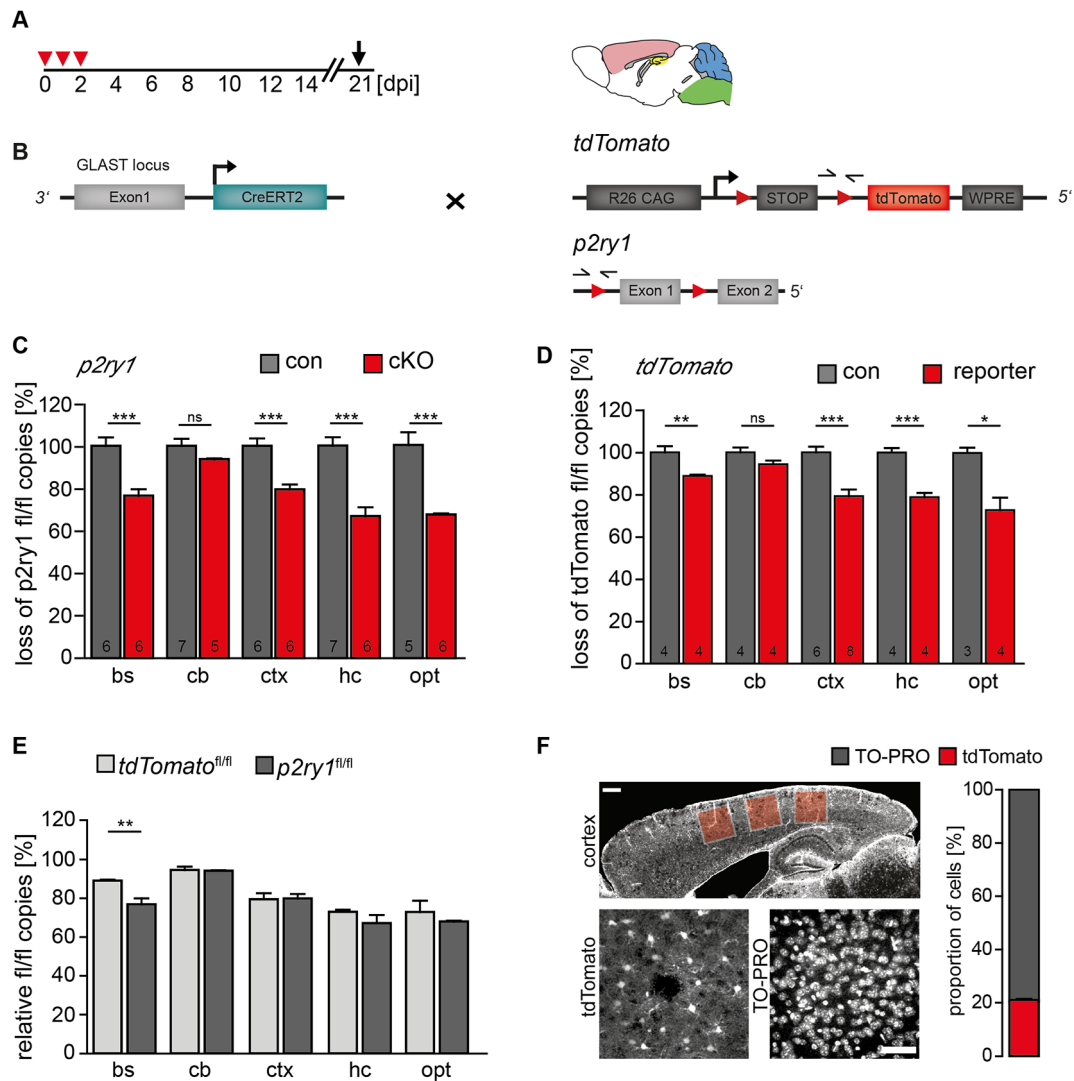 A
0 2 4 6 8 10 12 14 21 [dpi]
B
GLAST locus
3‘ Exon1 CreERT2
×
tdTomato
R26 CAG STOP tdTomato WPRE 5‘
p2ry1
Exon 1 Exon 2 5‘
C
p2ry1
con cKO
loss of p2ry1 fl/fl copies [%]
120
100
80
60
40
20
0
*** ns *** *** ***
6 6 7 5 6 6 7 6 5 6
bs cb ctx hc opt
D
tdTomato
con reporter
loss of tdTomato fl/fl copies [%]
120
100
80
60
40
20
0
** ns *** *** *
4 4 4 4 6 8 4 4 3 4
bs cb ctx hc opt
E
tdTomatofl/fl p2ry1fl/fl
relative fl/fl copies [%]
120
100
80
60
40
20
0
**
bs cb ctx hc opt
F
TO-PRO tdTomato
cortex
tdTomato
TO-PRO
proportion of cells [%]
100
80
60
40
20
0